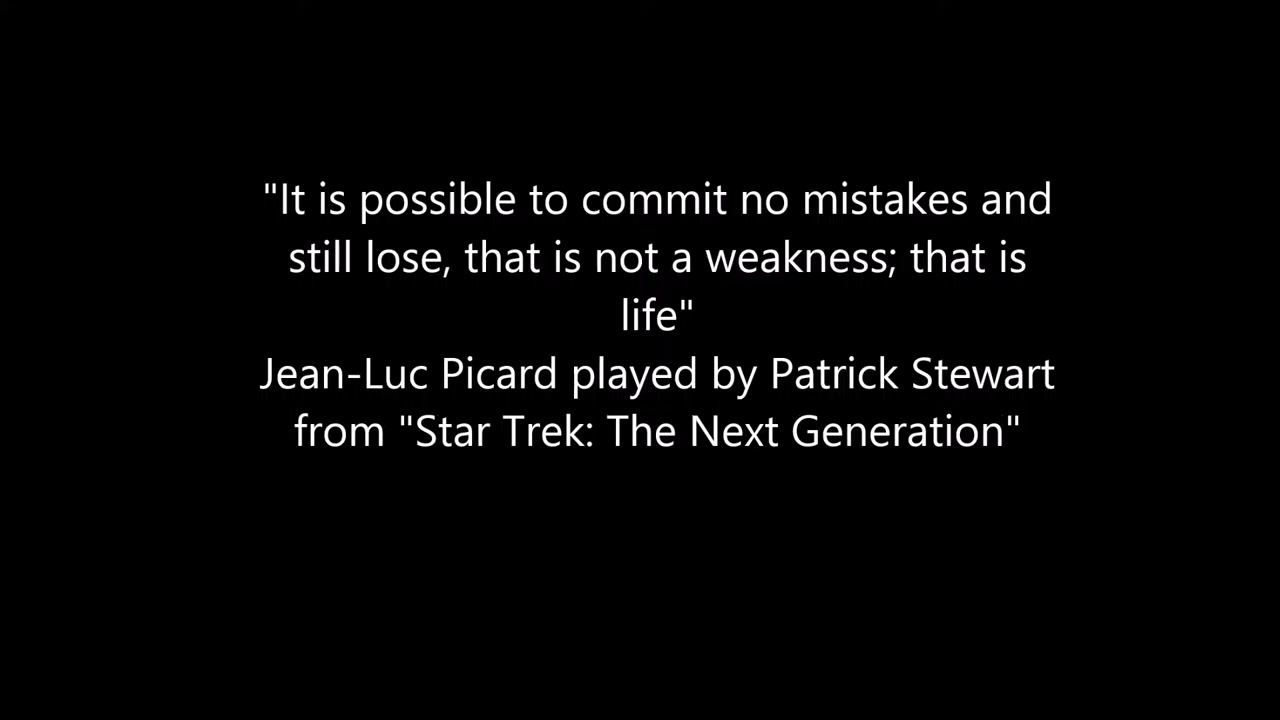 "It is possible to commit no mistakes and
still lose, that is not a weakness; that is
life"
Jean-Luc Picard played by Patrick Stewart
from "Star Trek: The Next Generation"